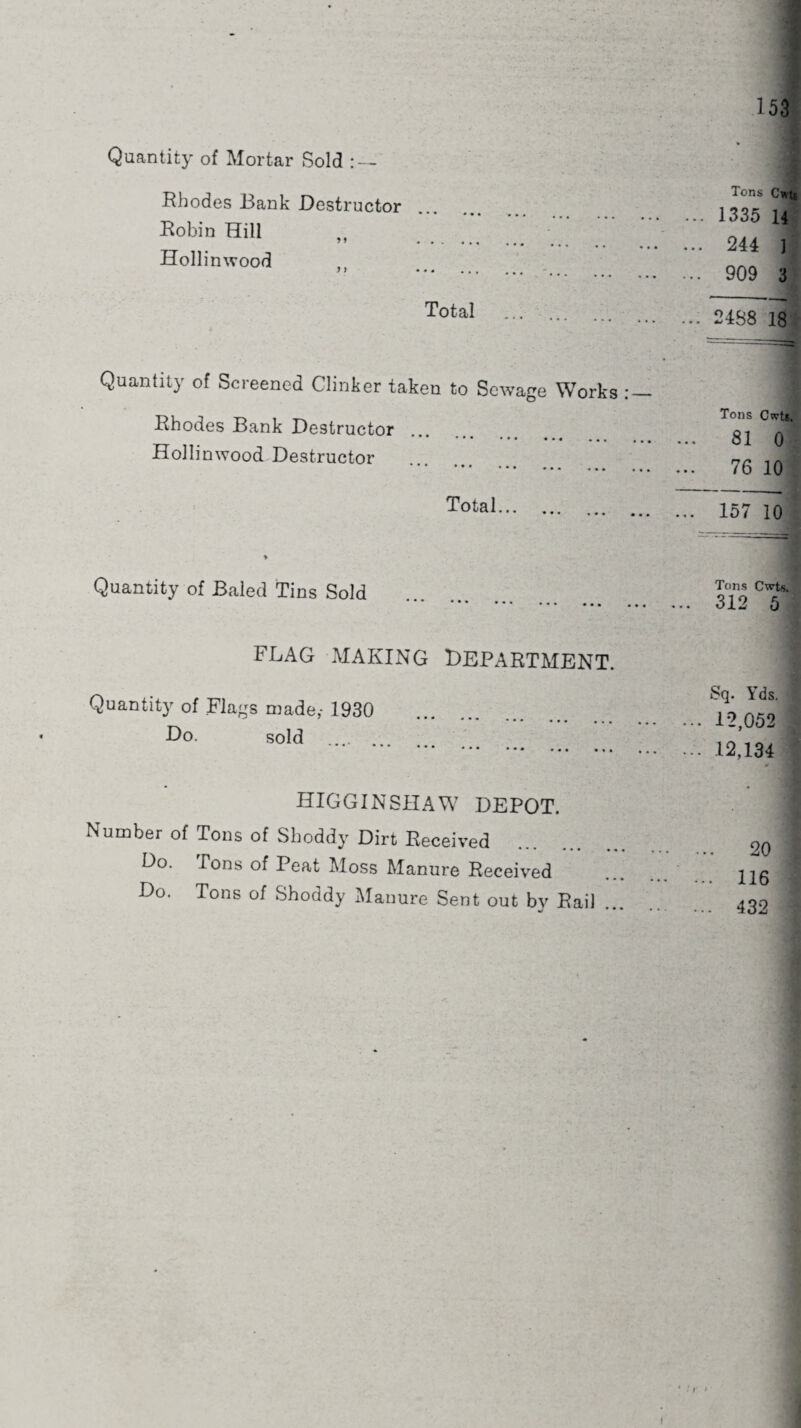 153
Quantity of Mortar Sold :—
Tons Cwts
Rhodes Bank Destructor ... ... ... ... ... ... ... 1335 14
Robin Hill ,, ... ... ... ... ... ... ... 244 1
Hollinwood ,, ... ... ... ... ... ... ... 909 3
Total ... ... ... ... ... 2488 18
Quantity of Screened Clinker taken to Sewage Works :—
Tons Cwts.
Rhodes Bank Destructor ... ... ... ... ... ... ... 81 0
Hollinwood Destructor ... ... ... ... ... ... ... 76 10
Total... ... ... ... ... 157 10
Tons Cwts.
Quantity of Baled Tins Sold ... ... ... ... ... ... ... 312 5
FLAG MAKING DEPARTMENT.
Sq. Yds.
Quantity of Flags made, 1930 ... ... ... ... ... ... ... 12,052
Do. sold ... ... ... ... ... ... ... ... ... 12,134
HIGGINSHAW DEPOT.
Number of Tons of Shoddy Dirt Received ... ... ... ... ... 20
Do. Tons of Peat Moss Manure Received ... ... ... 116
Do. Tons of Shoddy Manure Sent out by Rail ... ... ... 432